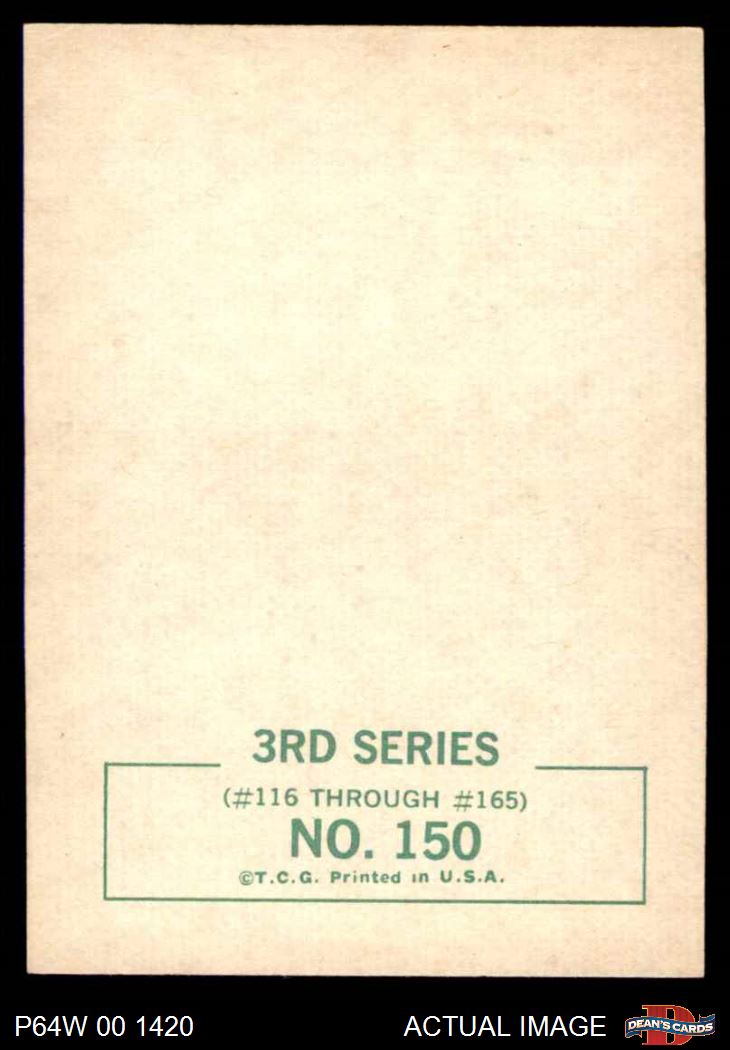 3RD SERIES
(#116 THROUGH #165)
NO. 150
©T.C.G. Printed in U.S.A.
P64W 00 1420
ACTUAL IMAGE
D
DEAN'S CARDS